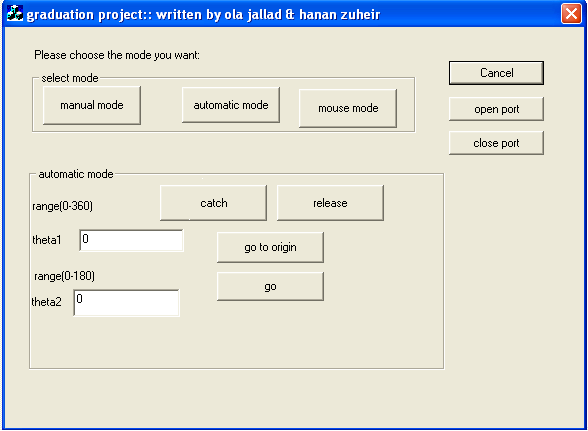 graduation project:: written by ola jallad & hanan zuheir
Please choose the mode you want:
select mode
manual mode
automatic mode
mouse mode
Cancel
open port
close port
automatic mode
range(0-360)
catch
release
theta1
0
go to origin
range(0-180)
go
theta2
0